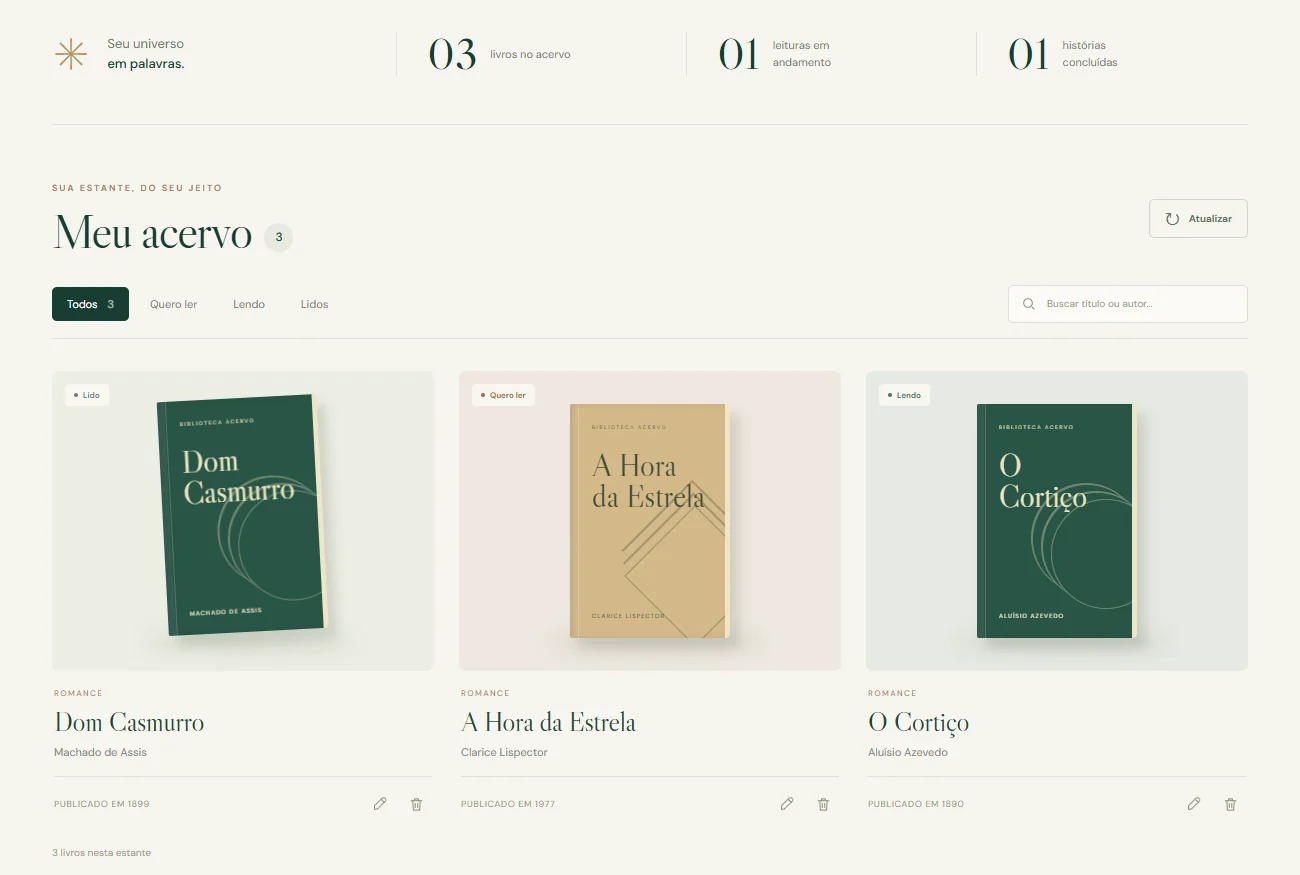 Seu universo
em palavras.
03
livros no acervo
01
leituras em
andamento
01
histórias
concluídas
SUA ESTANTE, DO SEU JEITO
Meu acervo 3
Atualizar
Todos 3 Quero ler Lendo Lidos
Buscar título ou autor...
Lido
BIBLIOTECA ACERVO
Dom
Casmurro
MACHADO DE ASSIS
ROMANCE
Dom Casmurro
Machado de Assis
PUBLICADO EM 1899
Quero ler
BIBLIOTECA ACERVO
A Hora
da Estrela
CLARICE LISPECTOR
ROMANCE
A Hora da Estrela
Clarice Lispector
PUBLICADO EM 1977
Lendo
BIBLIOTECA ACERVO
O
Cortiço
ALUÍSIO AZEVEDO
ROMANCE
O Cortiço
Aluísio Azevedo
PUBLICADO EM 1890
3 livros nesta estante